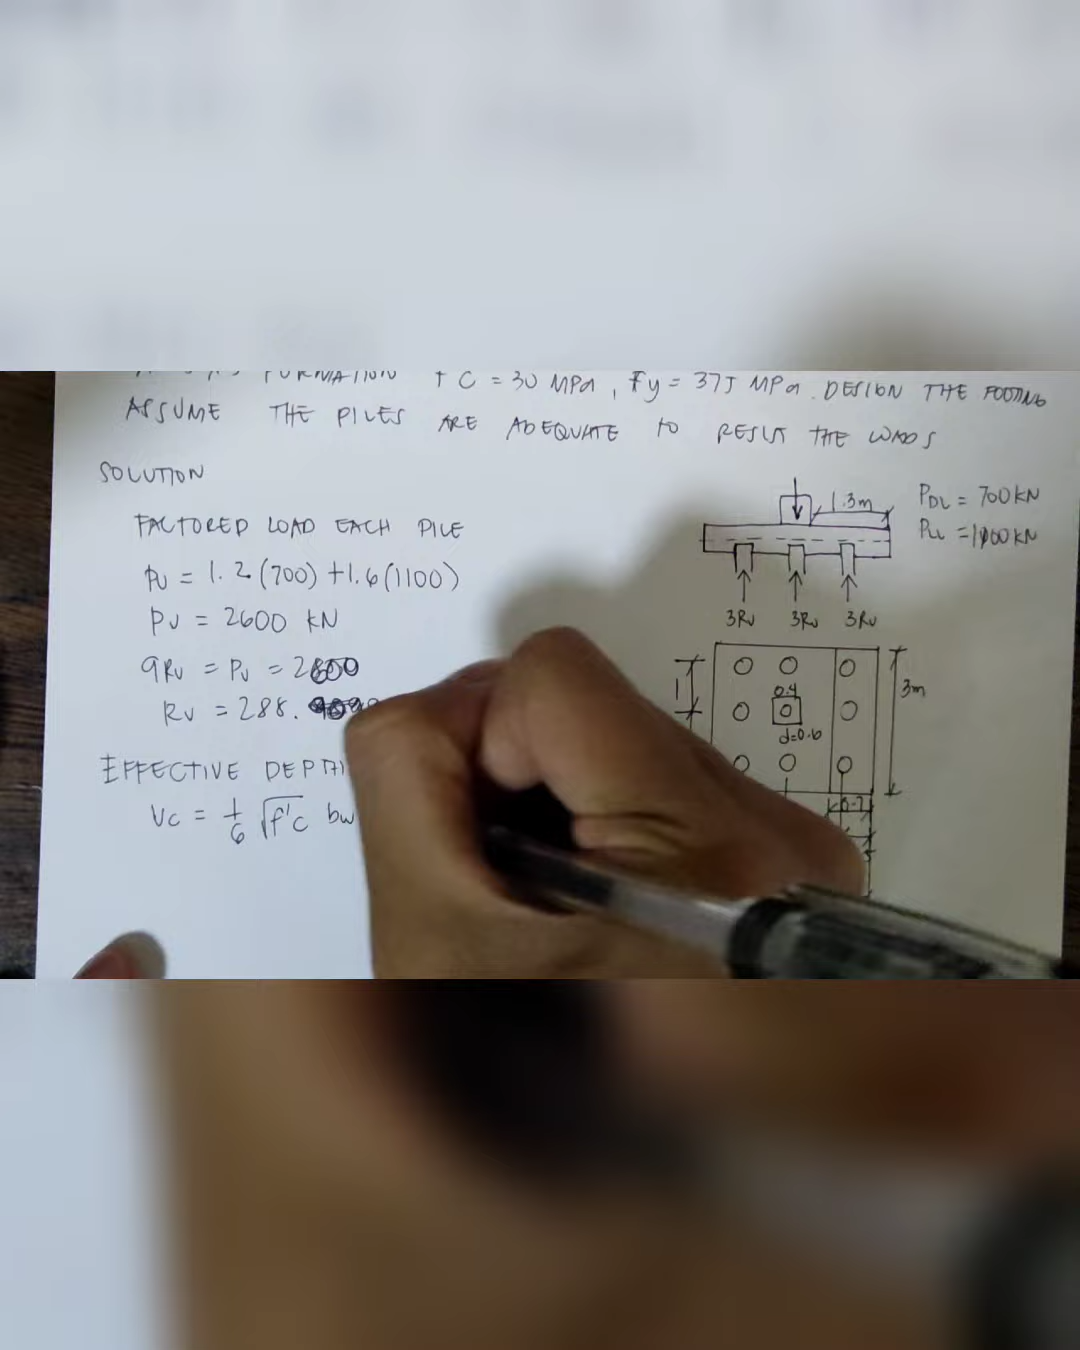 FORMATION f'C = 30 MPa, Fy = 375 MPa. DESIGN THE FOOTING
ASSUME THE PILES ARE ADEQUATE TO RESIST THE LOADS
SOLUTION
FACTORED LOAD EACH PILE
PU = 1.2 (700) + 1.6 (1100)
PU = 2600 kN
9RU = PU = 2600
RU = 288.
EFFECTIVE DEPTH
VC = 1/6 √f'c bw
1.3m
PDL = 700 kN
PLL = 1100 kN
3RU 3RU 3RU
1
0.4
d=0.6
3m
0.7